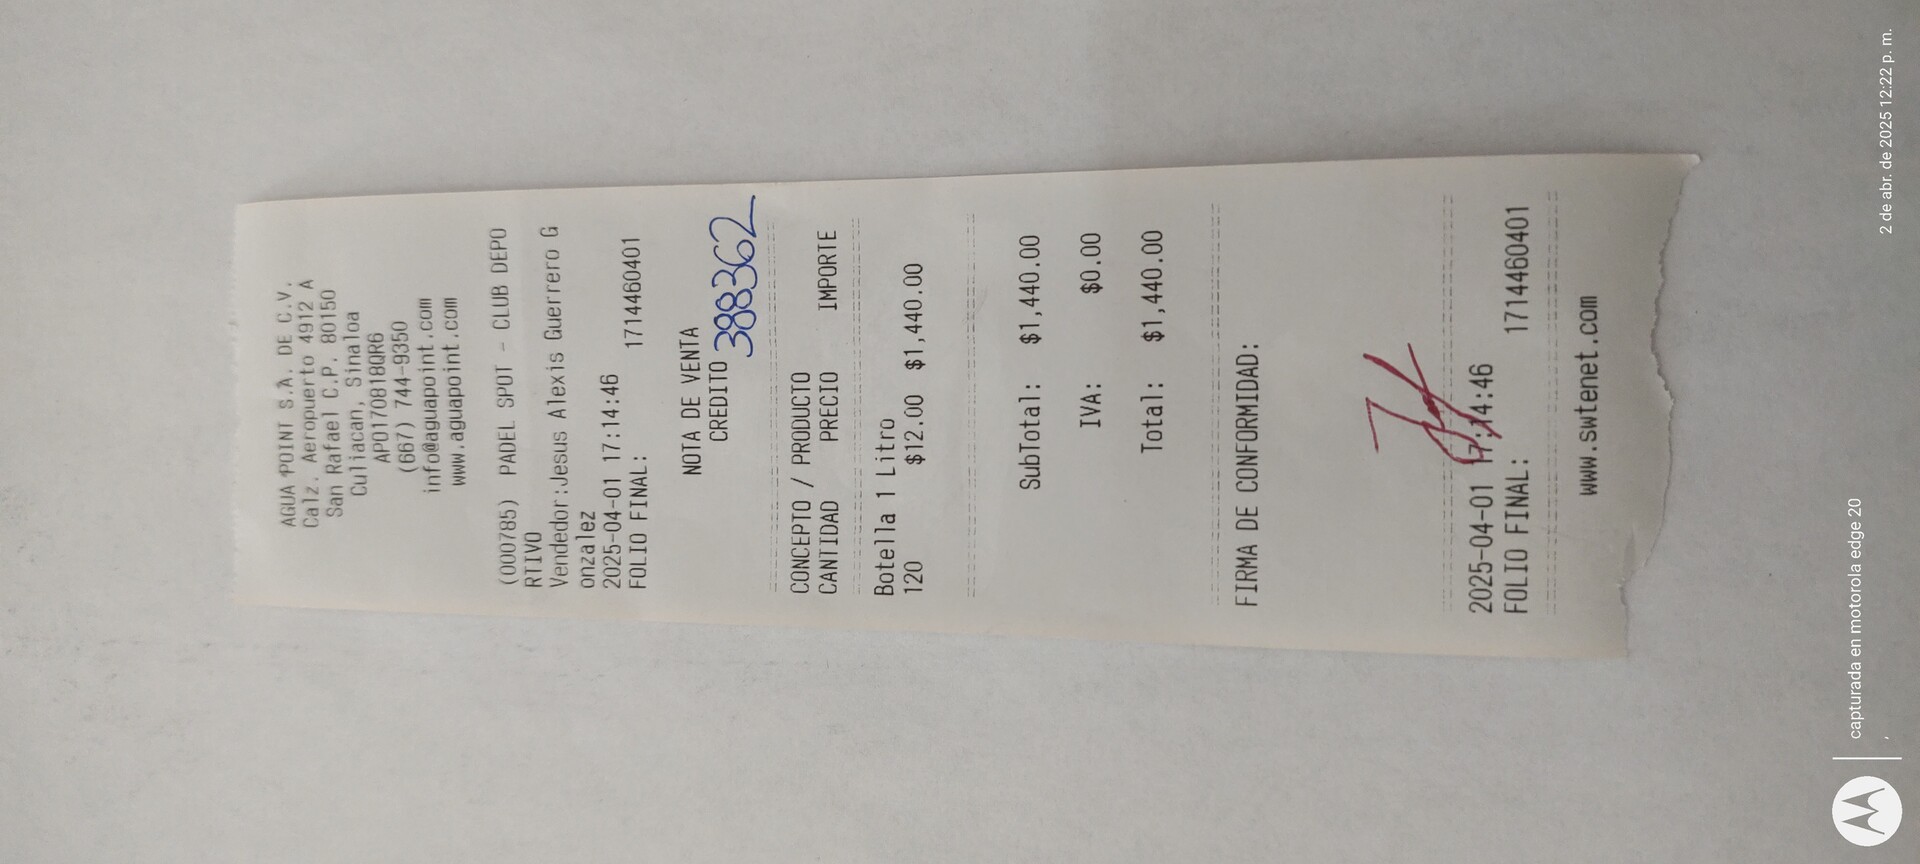 AGUA POINT S.A. DE C.V.
Calz. Aeropuerto 4912 A
San Rafael C.P. 80150
Culiacan, Sinaloa
APO170818QR6
(667) 744-9350
info@aguapoint.com
www.aguapoint.com
(000785) PADEL SPOT - CLUB DEPO
RTIVO
Vendedor:Jesus Alexis Guerrero G
onzalez
2025-04-01 17:14:46
FOLIO FINAL: 1714460401
NOTA DE VENTA
CREDITO 388362
CONCEPTO / PRODUCTO
CANTIDAD PRECIO IMPORTE
Botella 1 Litro
120 $12.00 $1,440.00
SubTotal: $1,440.00
IVA: $0.00
Total: $1,440.00
FIRMA DE CONFORMIDAD:
2025-04-01 17:14:46
FOLIO FINAL: 1714460401
www.swtenet.com
capturada en motorola edge 20
, 2 de abr. de 2025 12:22 p. m.